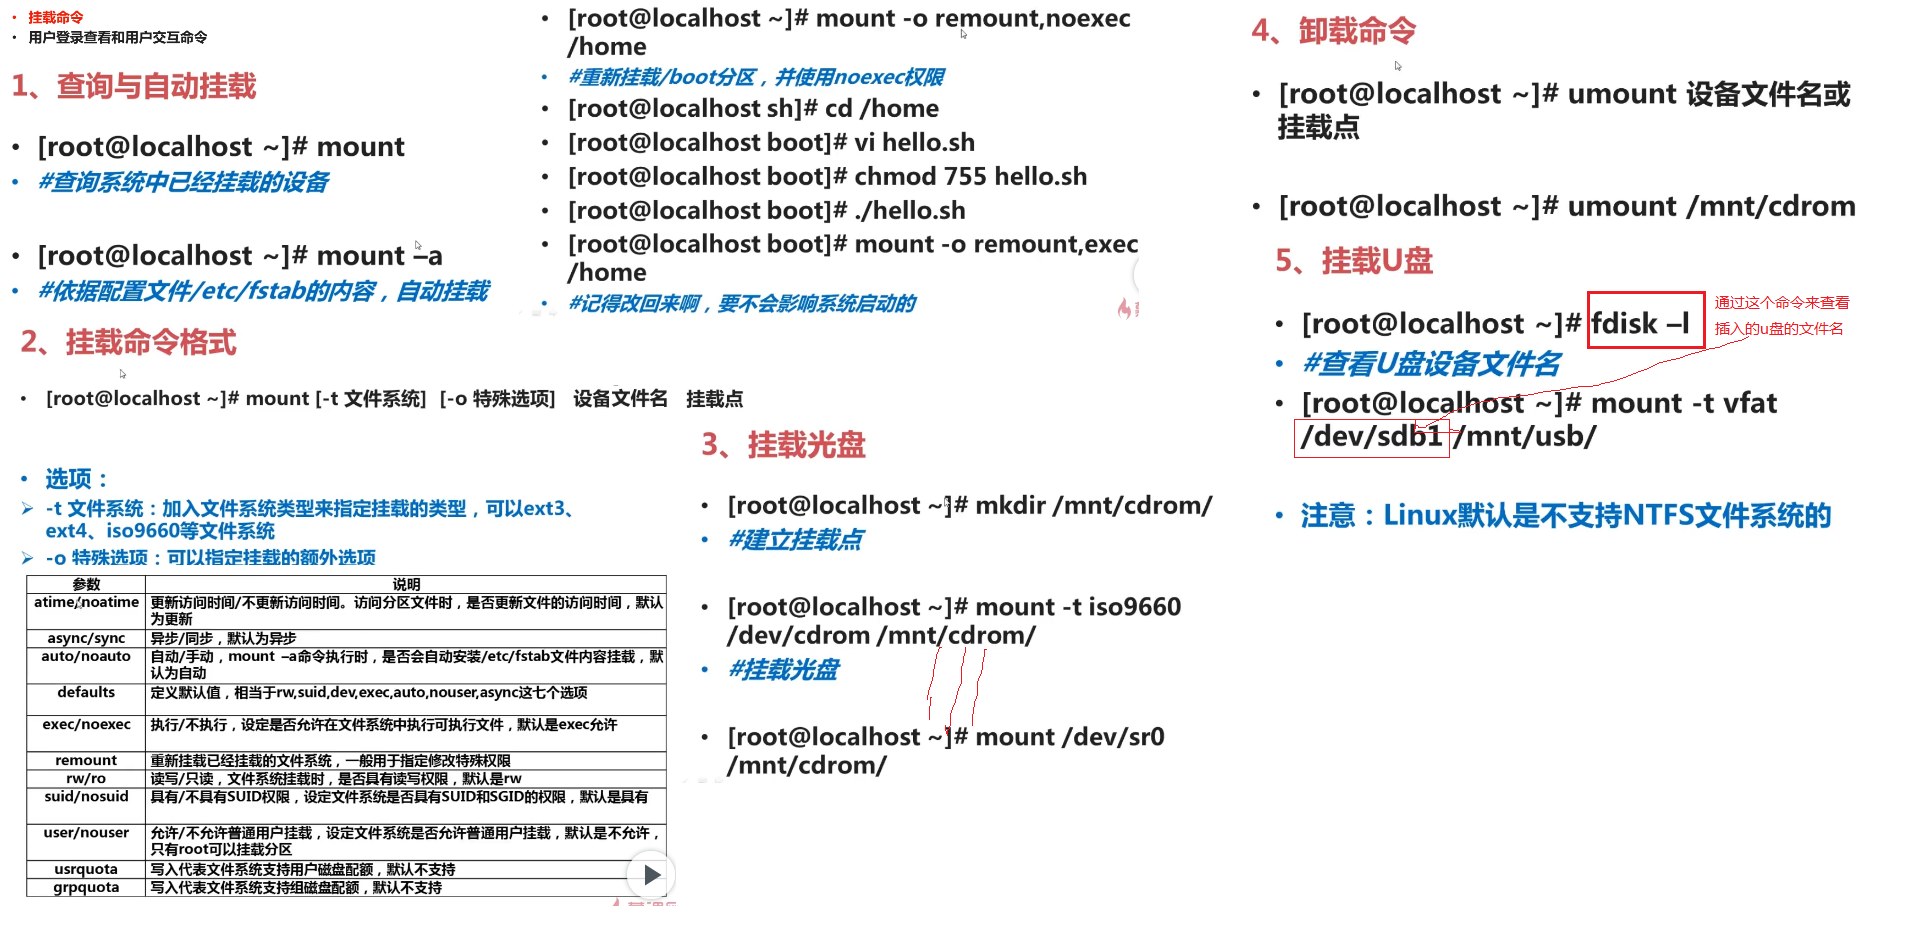 • 挂载命令
• 用户登录查看和用户交互命令
1、查询与自动挂载
• [root@localhost ~]# mount
• #查询系统中已经挂载的设备
• [root@localhost ~]# mount –a
• #依据配置文件/etc/fstab的内容，自动挂载
2、挂载命令格式
• [root@localhost ~]# mount [-t 文件系统] [-o 特殊选项] 设备文件名 挂载点
• 选项：
➢ -t 文件系统：加入文件系统类型来指定挂载的类型，可以ext3、
ext4、iso9660等文件系统
➢ -o 特殊选项：可以指定挂载的额外选项
参数 说明
atime/noatime 更新访问时间/不更新访问时间。访问分区文件时，是否更新文件的访问时间，默认
为更新
async/sync 异步/同步，默认为异步
auto/noauto 自动/手动，mount –a命令执行时，是否会自动安装/etc/fstab文件内容挂载，默
认为自动
defaults 定义默认值，相当于rw,suid,dev,exec,auto,nouser,async这七个选项
exec/noexec 执行/不执行，设定是否允许在文件系统中执行可执行文件，默认是exec允许
remount 重新挂载已经挂载的文件系统，一般用于指定修改特殊权限
rw/ro 读写/只读，文件系统挂载时，是否具有读写权限，默认是rw
suid/nosuid 具有/不具有SUID权限，设定文件系统是否具有SUID和SGID的权限，默认是具有
user/nouser 允许/不允许普通用户挂载，设定文件系统是否允许普通用户挂载，默认是不允许，
只有root可以挂载分区
usrquota 写入代表文件系统支持用户磁盘配额，默认不支持
grpquota 写入代表文件系统支持组磁盘配额，默认不支持
• [root@localhost ~]# mount -o remount,noexec
/home
• #重新挂载/boot分区，并使用noexec权限
• [root@localhost sh]# cd /home
• [root@localhost boot]# vi hello.sh
• [root@localhost boot]# chmod 755 hello.sh
• [root@localhost boot]# ./hello.sh
• [root@localhost boot]# mount -o remount,exec
/home
• #记得改回来啊，要不会影响系统启动的
3、挂载光盘
• [root@localhost ~]# mkdir /mnt/cdrom/
• #建立挂载点
• [root@localhost ~]# mount -t iso9660
/dev/cdrom /mnt/cdrom/
• #挂载光盘
• [root@localhost ~]# mount /dev/sr0
/mnt/cdrom/
4、卸载命令
• [root@localhost ~]# umount 设备文件名或
挂载点
• [root@localhost ~]# umount /mnt/cdrom
5、挂载U盘
• [root@localhost ~]# fdisk –l
通过这个命令来查看
插入的u盘的文件名
• #查看U盘设备文件名
• [root@localhost ~]# mount -t vfat
/dev/sdb1 /mnt/usb/
• 注意：Linux默认是不支持NTFS文件系统的